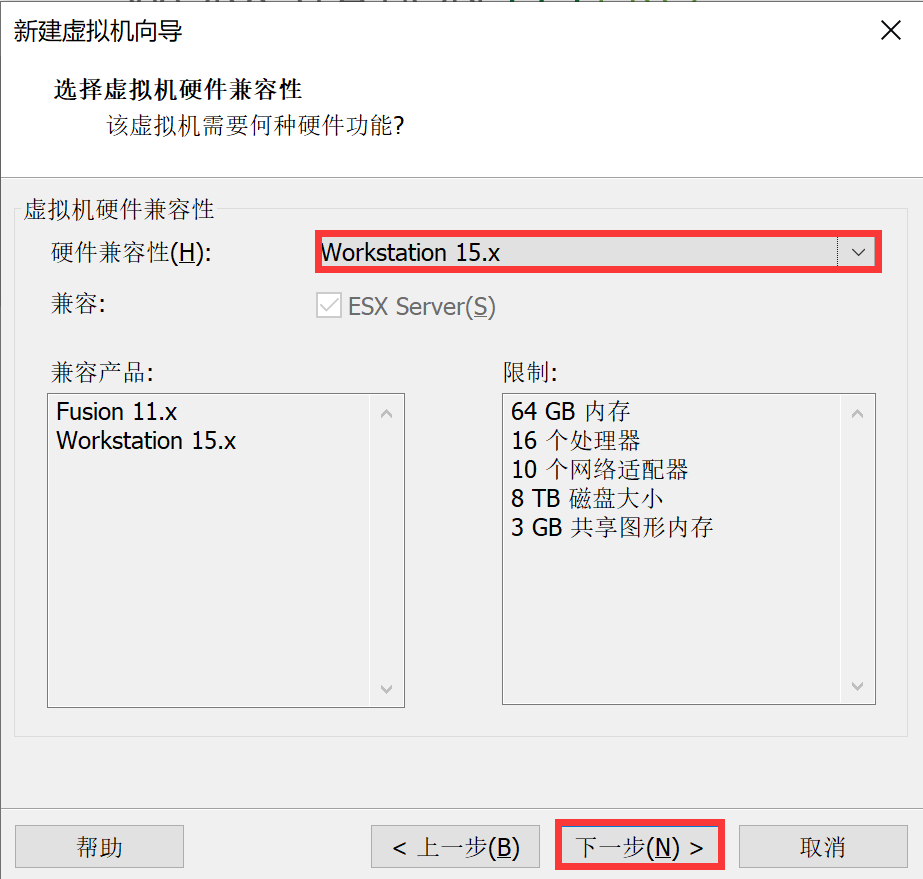 新建虚拟机向导
选择虚拟机硬件兼容性
该虚拟机需要何种硬件功能?
虚拟机硬件兼容性
硬件兼容性(H):
Workstation 15.x
兼容:
ESX Server(S)
兼容产品:
Fusion 11.x
Workstation 15.x
限制:
64 GB 内存
16 个处理器
10 个网络适配器
8 TB 磁盘大小
3 GB 共享图形内存
帮助
< 上一步(B)
下一步(N) >
取消